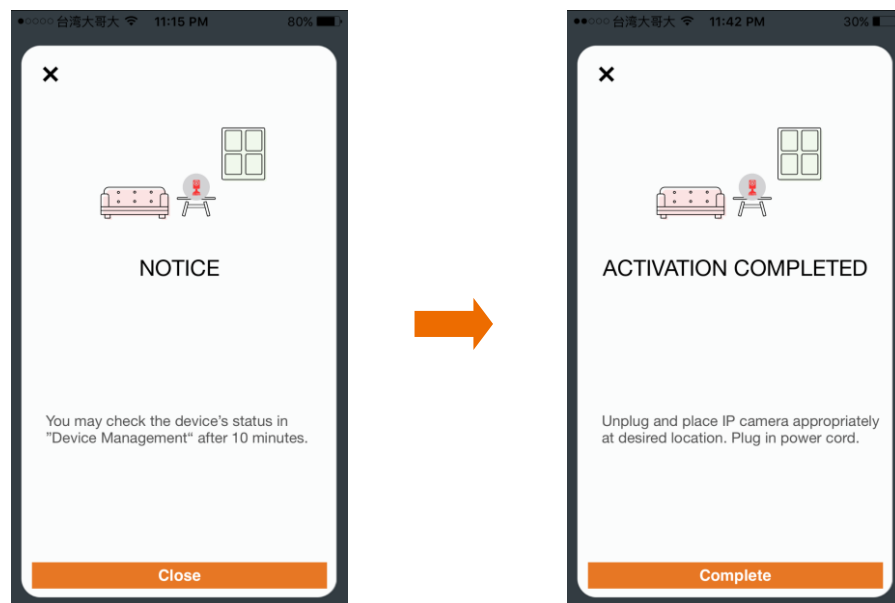 台湾大哥大 11:15 PM 80%
NOTICE
You may check the device’s status in
”Device Management“ after 10 minutes.
Close
台湾大哥大 11:42 PM 30%
ACTIVATION COMPLETED
Unplug and place IP camera appropriately
at desired location. Plug in power cord.
Complete